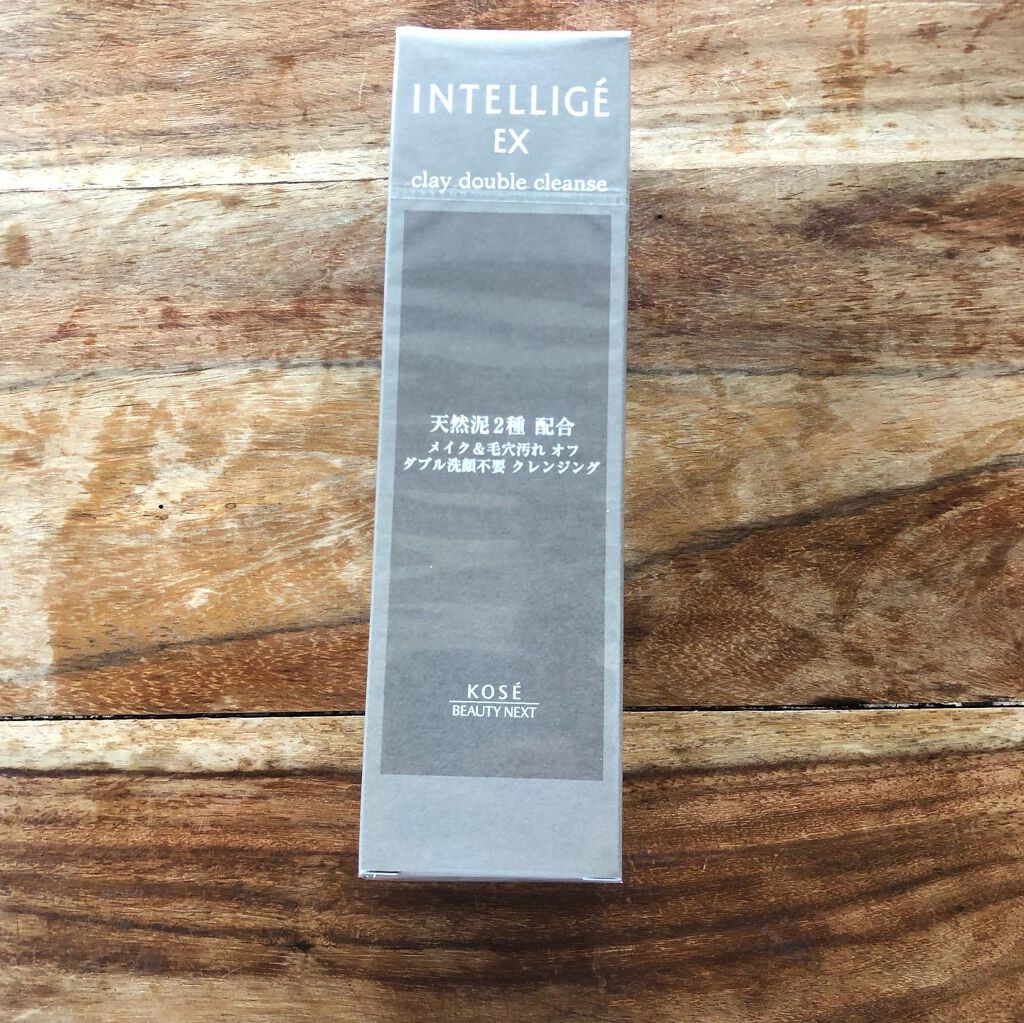 INTELLIGÉ
EX
clay double cleanse
天然泥2種 配合
メイク&毛穴汚れ オフ
ダブル洗顔不要 クレンジング
KOSÉ
BEAUTY NEXT